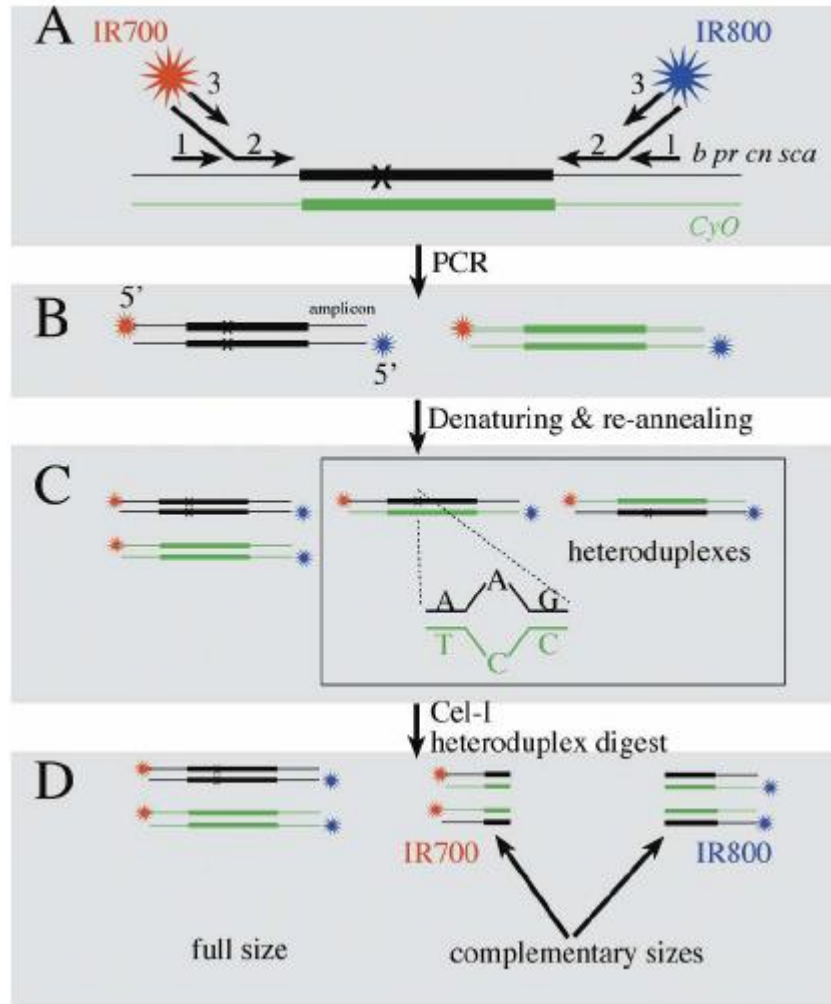 A
IR700
IR800
3
3
1
2
2
1
b pr cn sca
CyO
PCR
B
5'
amplicon
5'
Denaturing & re-annealing
C
heteroduplexes
A
A
G
T
C
C
Cel-I
heteroduplex digest
D
IR700
IR800
full size
complementary sizes